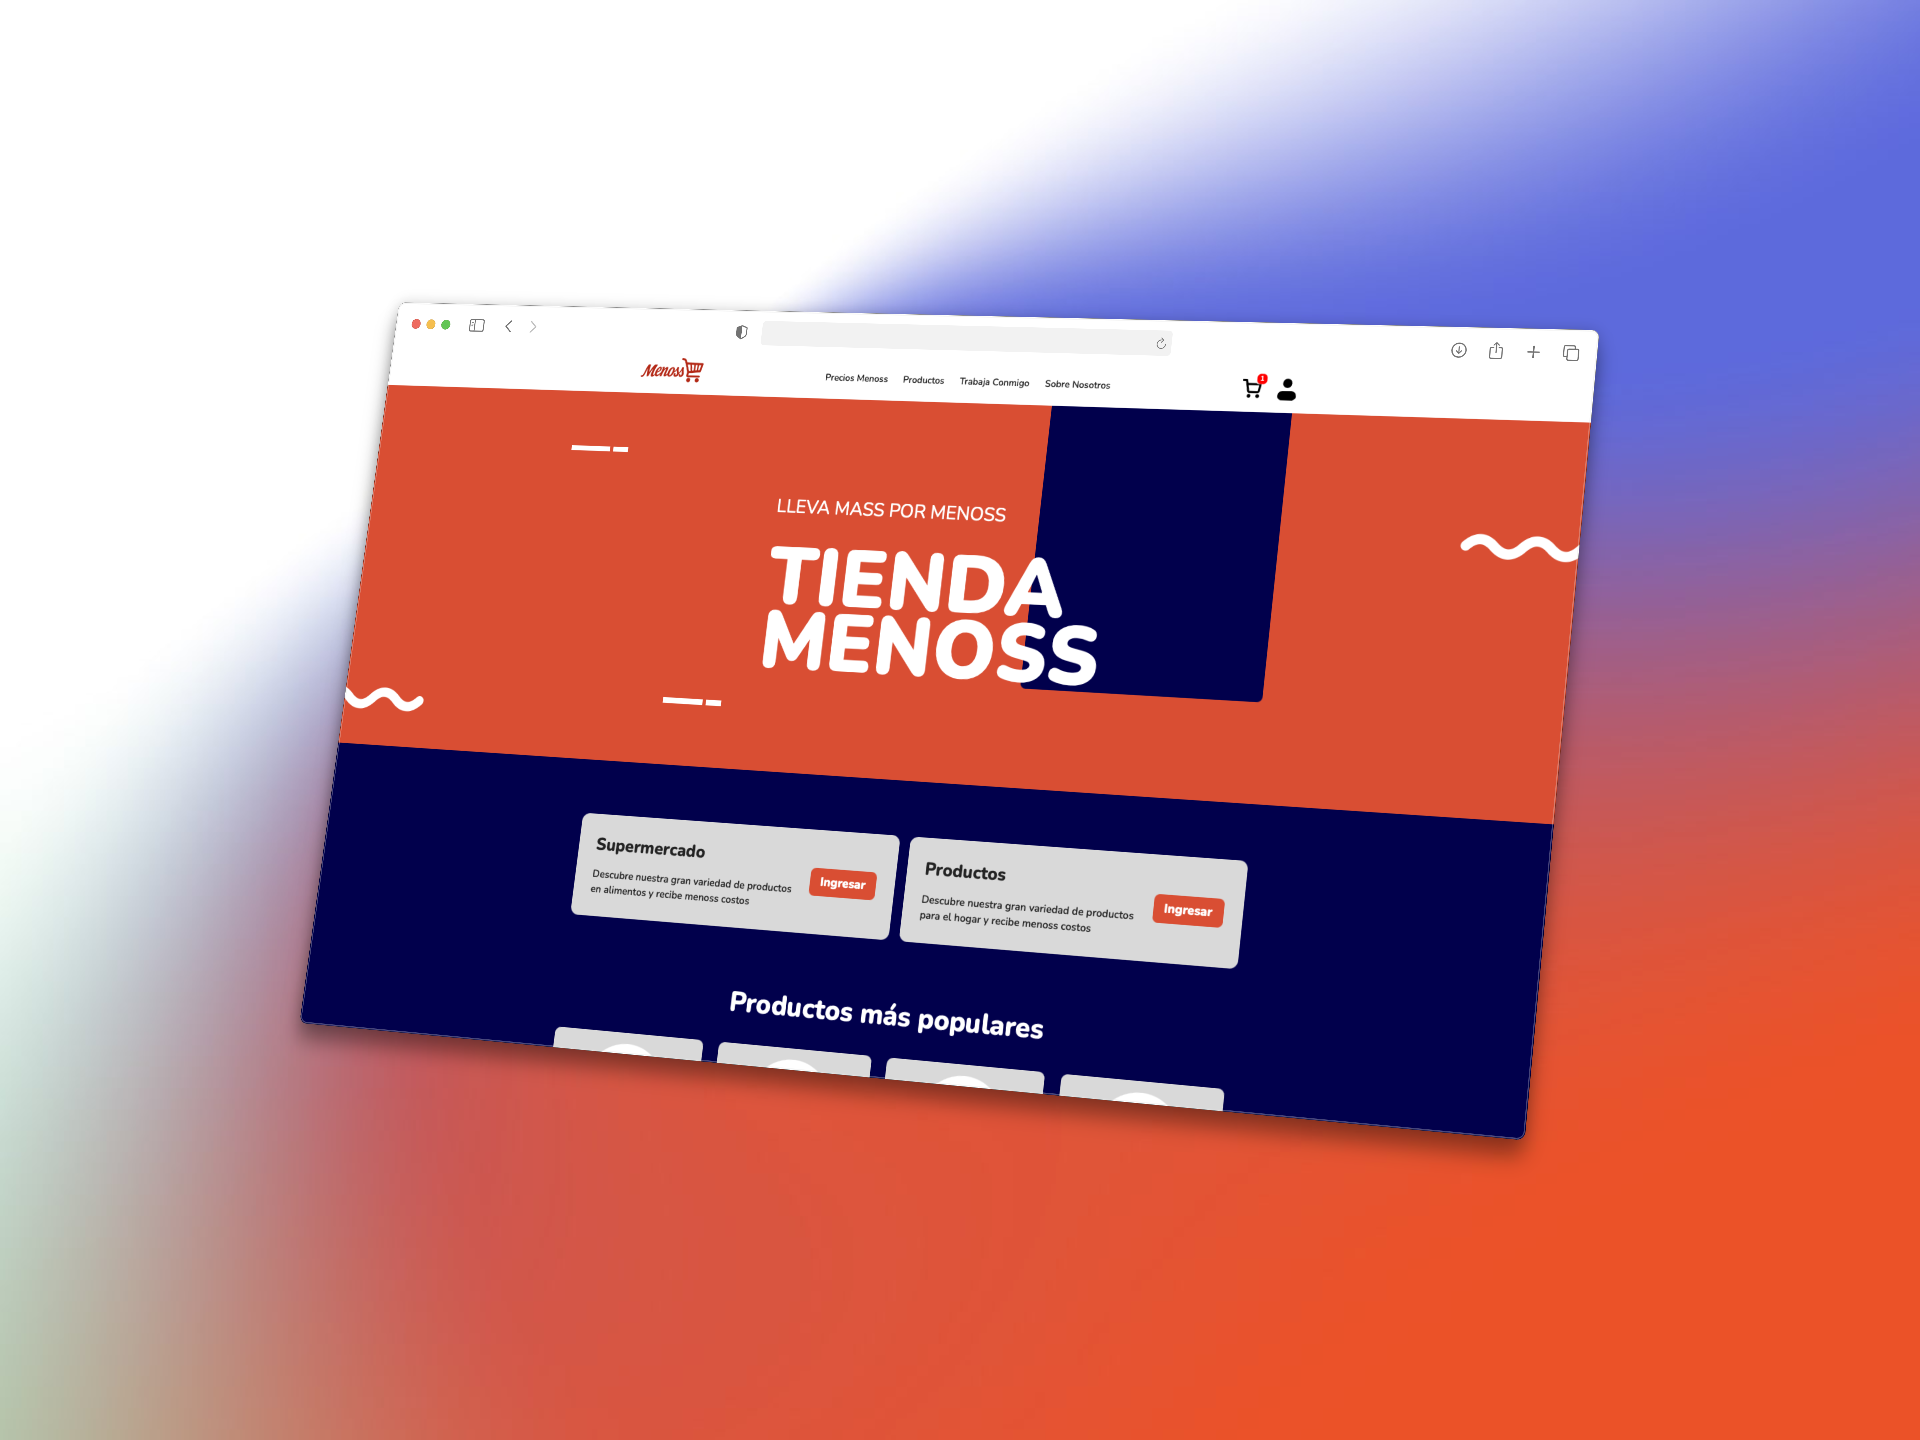 Menoss
Precios Menoss Productos Trabaja Conmigo Sobre Nosotros
1
LLEVA MASS POR MENOSS
TIENDA
MENOSS
Supermercado
Descubre nuestra gran variedad de productos
en alimentos y recibe menoss costos
Ingresar
Productos
Descubre nuestra gran variedad de productos
para el hogar y recibe menoss costos
Ingresar
Productos más populares